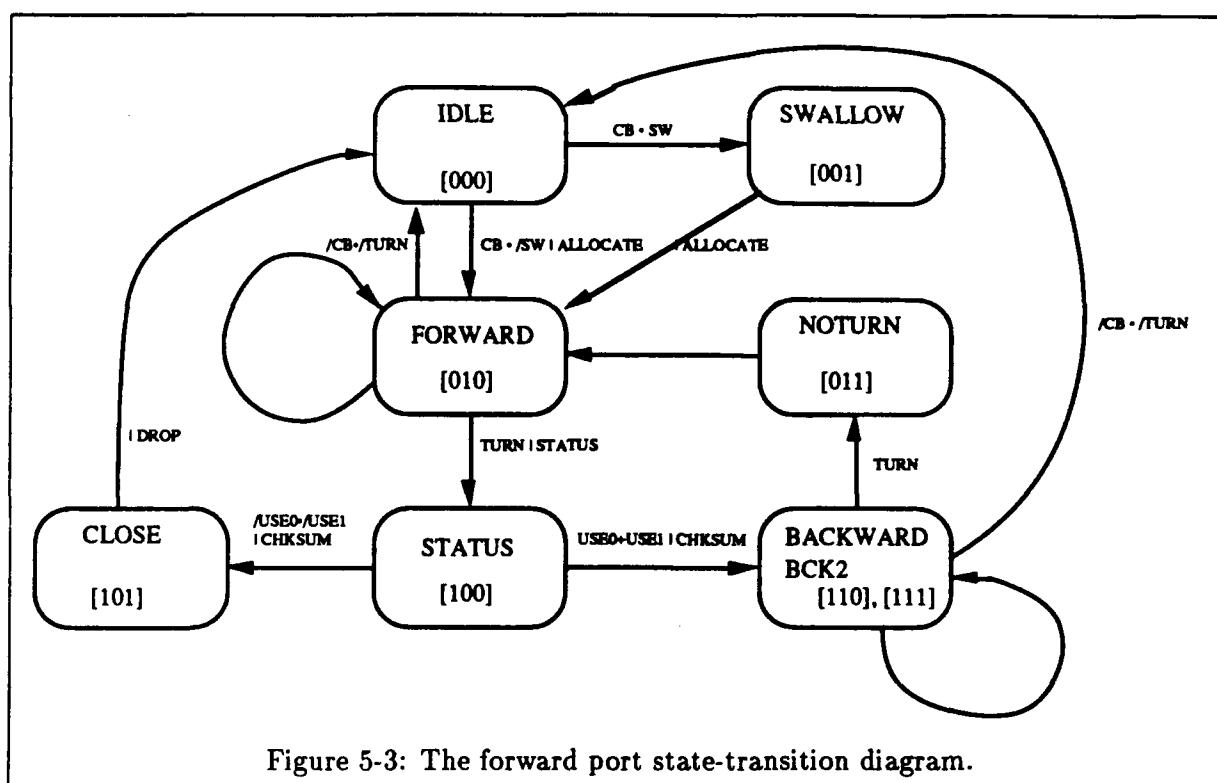 IDLE
[000]
CB • SW
SWALLOW
[001]
/CB•/TURN
CB • /SW | ALLOCATE
| ALLOCATE
FORWARD
[010]
NOTURN
[011]
/CB • /TURN
| DROP
TURN | STATUS
TURN
CLOSE
[101]
/USE0•/USE1
| CHKSUM
STATUS
[100]
USE0+USE1 | CHKSUM
BACKWARD
BCK2
[110], [111]
Figure 5-3: The forward port state-transition diagram.